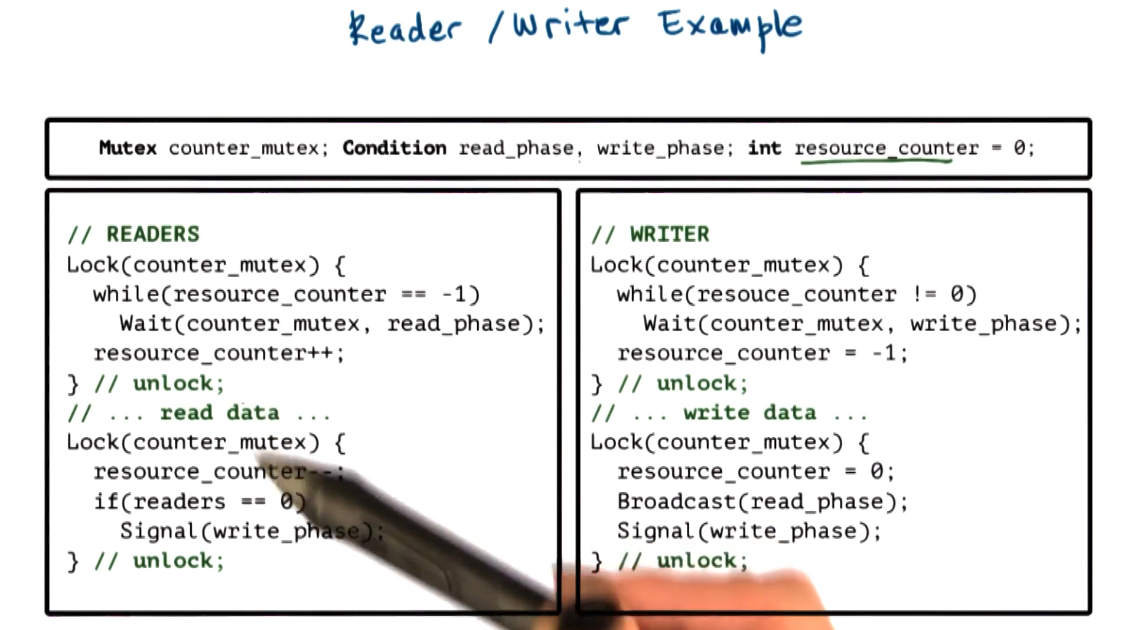 Reader / Writer Example
Mutex counter_mutex; Condition read_phase, write_phase; int resource_counter = 0;
// READERS
Lock(counter_mutex) {
while(resource_counter == -1)
Wait(counter_mutex, read_phase);
resource_counter++;
} // unlock;
// ... read data ...
Lock(counter_mutex) {
resource_counter--;
if(readers == 0)
Signal(write_phase);
} // unlock;
// WRITER
Lock(counter_mutex) {
while(resouce_counter != 0)
Wait(counter_mutex, write_phase);
resource_counter = -1;
} // unlock;
// ... write data ...
Lock(counter_mutex) {
resource_counter = 0;
Broadcast(read_phase);
Signal(write_phase);
} // unlock;